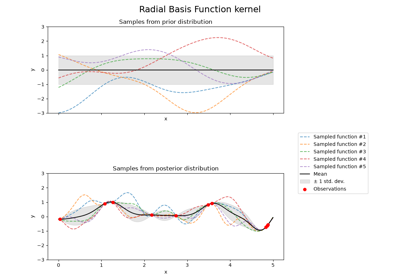 Radial Basis Function kernel
Samples from prior distribution
3
2
1
0
−1
−2
−3
y
x
Sampled function #1
Sampled function #2
Sampled function #3
Sampled function #4
Sampled function #5
Mean
± 1 std. dev.
Observations
Samples from posterior distribution
3
2
1
0
−1
−2
−3
y
0 1 2 3 4 5
x